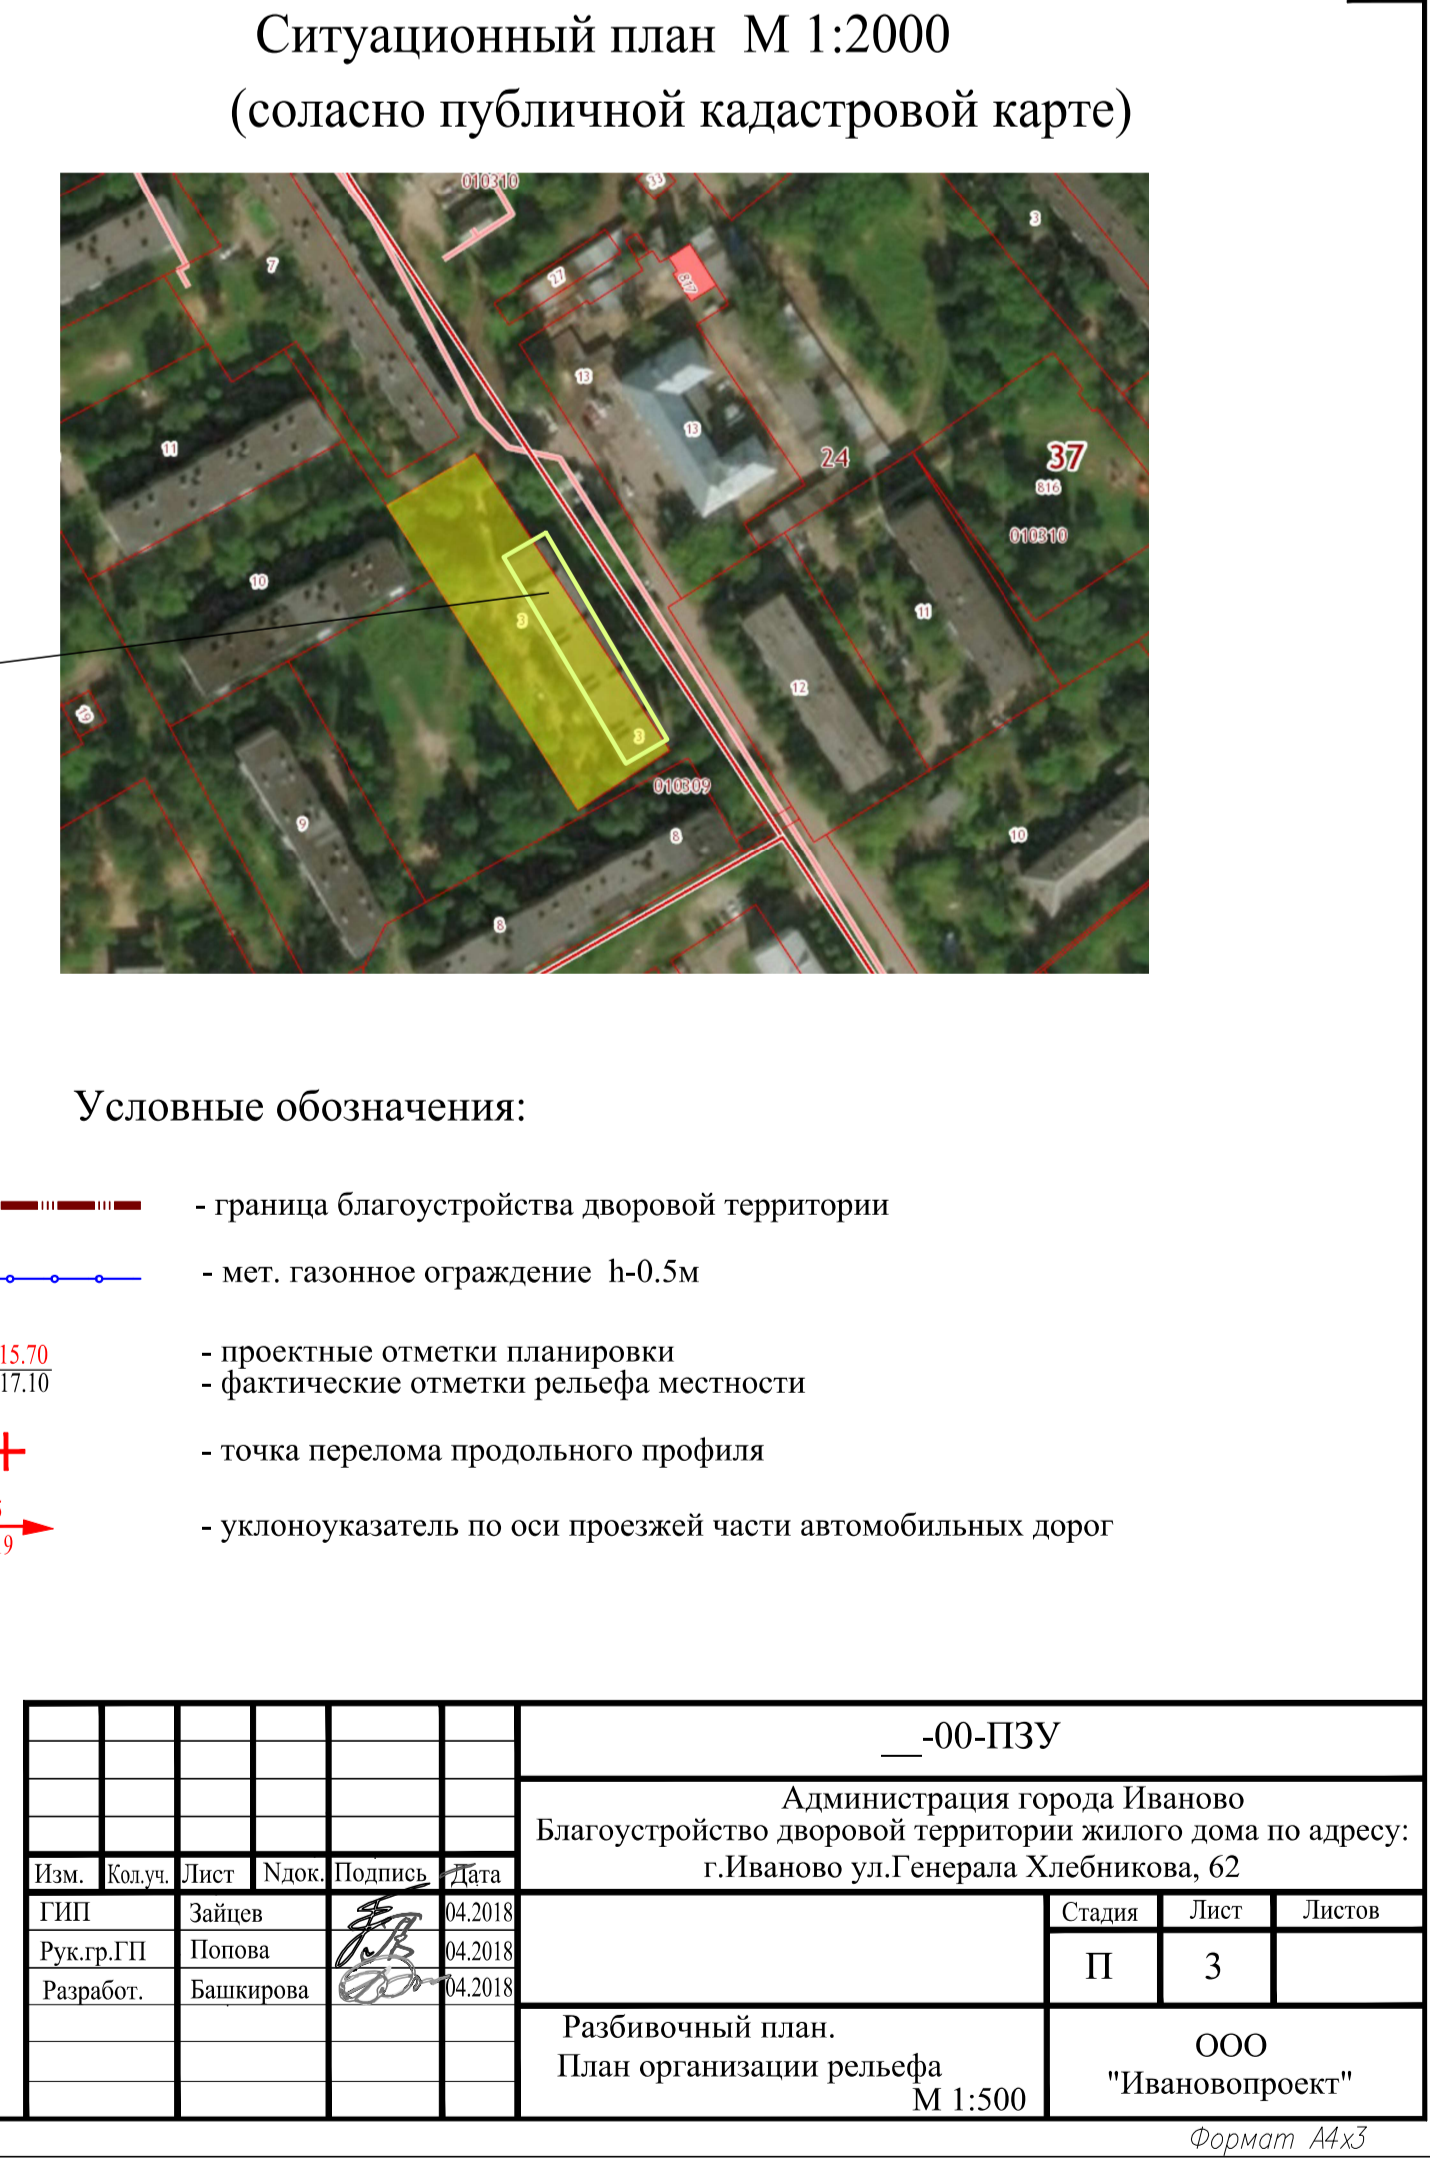 Ситуационный план М 1:2000
(соласно публичной кадастровой карте)
010310
33
3
7
27
817
13
11
13
24
37
816
010310
10
3
11
12
19
3
010309
9
8
10
8
Условные обозначения:
- граница благоустройства дворовой территории
- мет. газонное ограждение h-0.5м
15.70 - проектные отметки планировки
17.10 - фактические отметки рельефа местности
- точка перелома продольного профиля
- уклоноуказатель по оси проезжей части автомобильных дорог
9
__-00-ПЗУ
Администрация города Иваново
Благоустройство дворовой территории жилого дома по адресу:
г.Иваново ул.Генерала Хлебникова, 62
Изм. Кол.уч. Лист Nдок. Подпись Дата
ГИП Зайцев 04.2018
Рук.гр.ГП Попова 04.2018
Разработ. Башкирова 04.2018
Стадия Лист Листов
П 3
Разбивочный план.
План организации рельефа
М 1:500
ООО
"Ивановопроект"
Формат А4х3